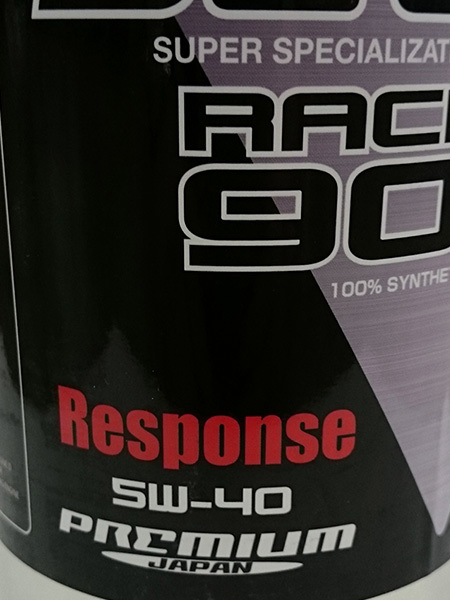 SUPER SPECIALIZAT
RAC
90
100% SYNTHE
Response
5W-40
PREMIUM
JAPAN